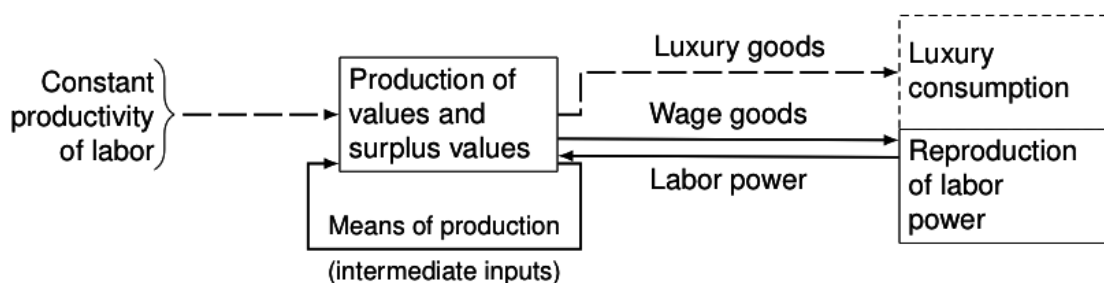 Constant
productivity
of labor
Production of
values and
surplus values
Means of production
(intermediate inputs)
Luxury goods
Wage goods
Labor power
Luxury
consumption
Reproduction
of labor
power